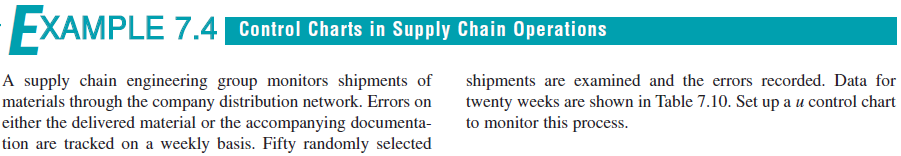 EXAMPLE 7.4 Control Charts in Supply Chain Operations
A supply chain engineering group monitors shipments of
materials through the company distribution network. Errors on
either the delivered material or the accompanying documenta-
tion are tracked on a weekly basis. Fifty randomly selected
shipments are examined and the errors recorded. Data for
twenty weeks are shown in Table 7.10. Set up a u control chart
to monitor this process.